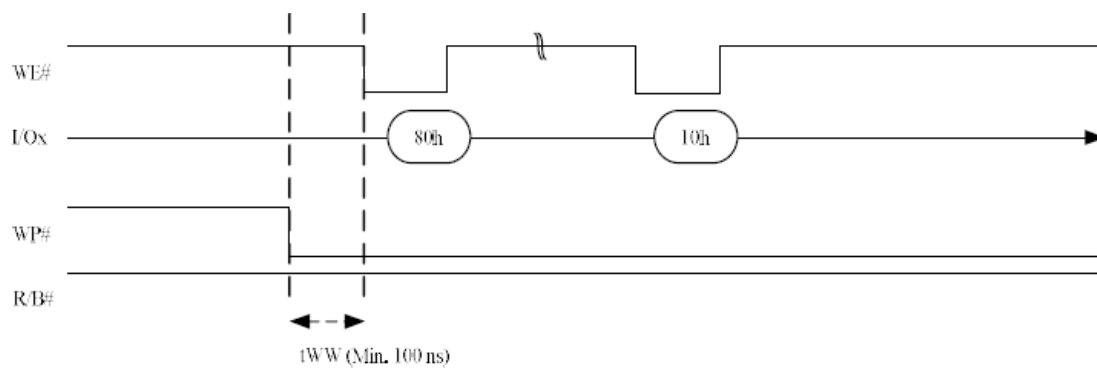 WE#
I/Ox
80h
10h
WP#
R/B#
tWW (Min. 100 ns)